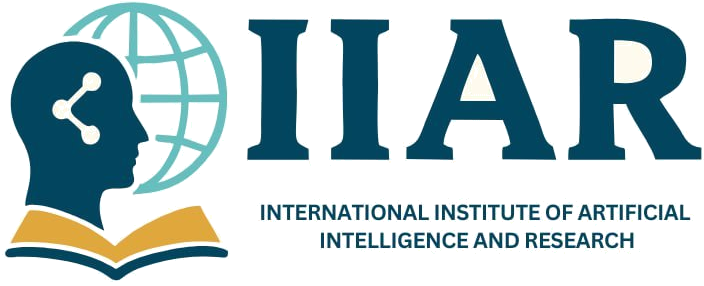 IIAR
INTERNATIONAL INSTITUTE OF ARTIFICIAL
INTELLIGENCE AND RESEARCH